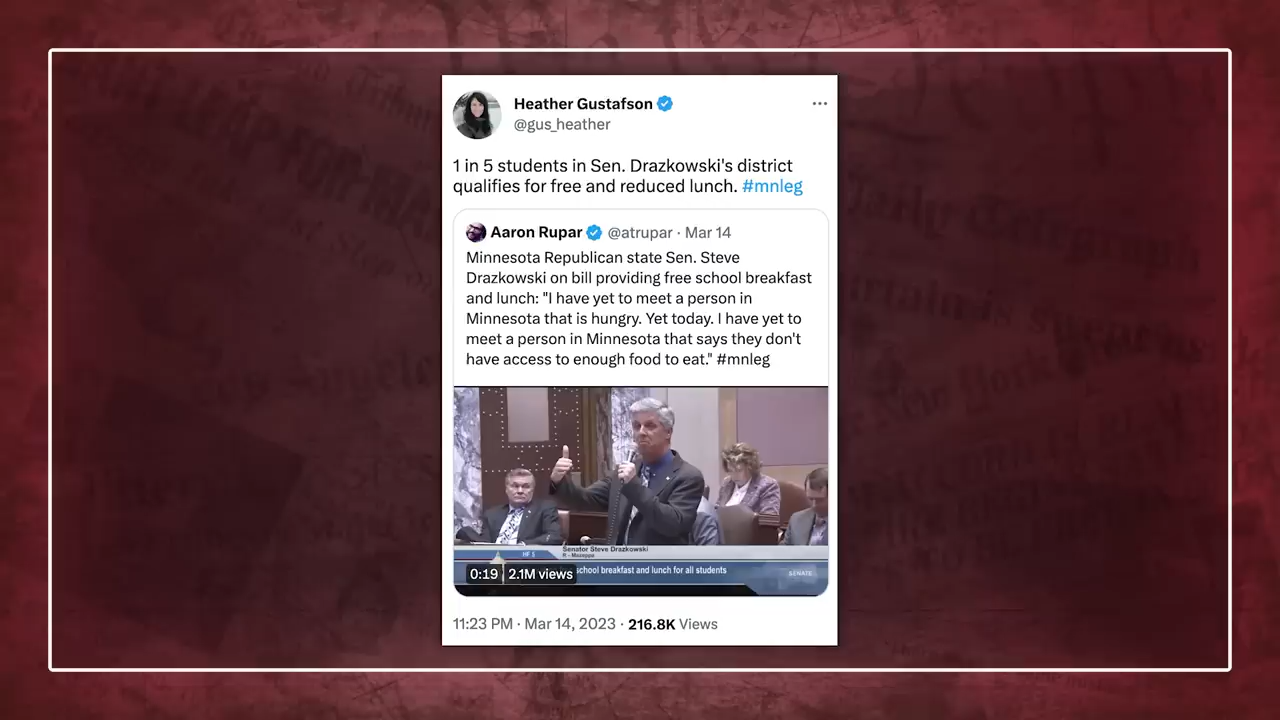 Heather Gustafson
@gus_heather
1 in 5 students in Sen. Drazkowski's district
qualifies for free and reduced lunch. #mnleg
Aaron Rupar @atrupar · Mar 14
Minnesota Republican state Sen. Steve
Drazkowski on bill providing free school breakfast
and lunch: "I have yet to meet a person in
Minnesota that is hungry. Yet today. I have yet to
meet a person in Minnesota that says they don't
have access to enough food to eat." #mnleg
HF 5
Senator Steve Drazkowski
R - Mazeppa
0:19 2.1M views
school breakfast and lunch for all students
SENATE
11:23 PM · Mar 14, 2023 · 216.8K Views